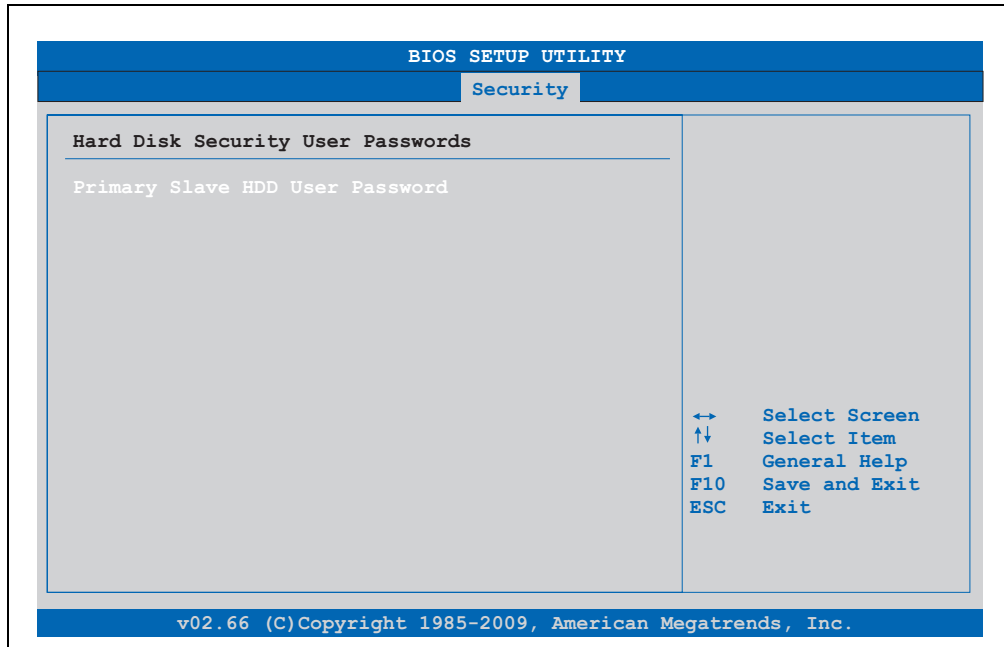 BIOS SETUP UTILITY
Security
Hard Disk Security User Passwords
Primary Slave HDD User Password
↔ Select Screen
↑↓ Select Item
F1 General Help
F10 Save and Exit
ESC Exit
v02.66 (C)Copyright 1985-2009, American Megatrends, Inc.